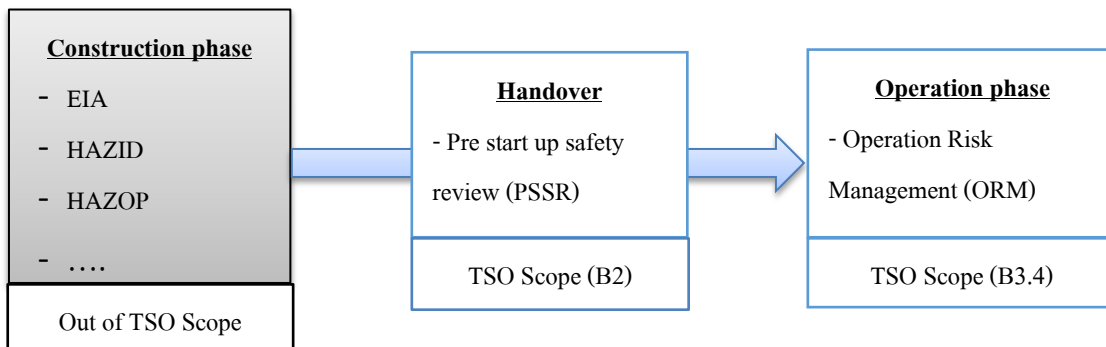 Construction phase
- EIA
- HAZID
- HAZOP
- ….
Out of TSO Scope
Handover
- Pre start up safety
review (PSSR)
TSO Scope (B2)
Operation phase
- Operation Risk
Management (ORM)
TSO Scope (B3.4)